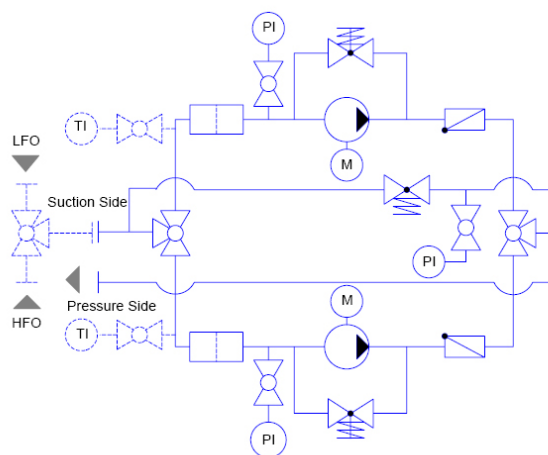 PI
TI
LFO
M
Suction Side
PI
Pressure Side
HFO
M
TI
PI